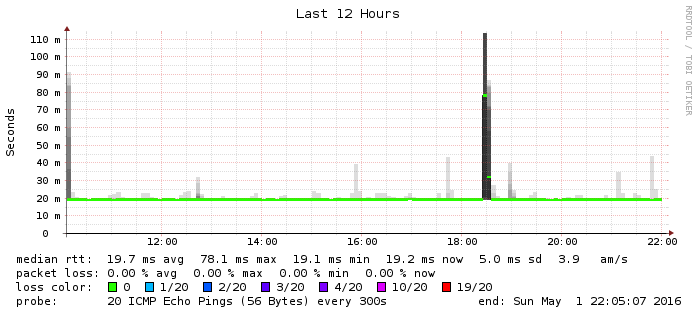 Last 12 Hours
RRDTOOL / TOBI OETIKER
Seconds
110 m
100 m
90 m
80 m
70 m
60 m
50 m
40 m
30 m
20 m
10 m
0
12:00 14:00 16:00 18:00 20:00 22:00
median rtt: 19.7 ms avg 78.1 ms max 19.1 ms min 19.2 ms now 5.0 ms sd 3.9 am/s
packet loss: 0.00 % avg 0.00 % max 0.00 % min 0.00 % now
loss color: 0 1/20 2/20 3/20 4/20 10/20 19/20
probe: 20 ICMP Echo Pings (56 Bytes) every 300s end: Sun May 1 22:05:07 2016